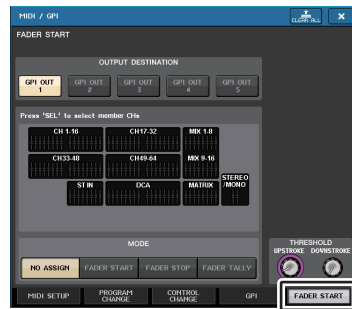 MIDI / GPI
CLEAR ALL
X
FADER START
OUTPUT DESTINATION
GPI OUT 1
GPI OUT 2
GPI OUT 3
GPI OUT 4
GPI OUT 5
Press 'SEL' to select member CHs
CH 1-16
CH17-32
MIX 1-8
CH33-48
CH49-64
MIX 9-16
ST IN
DCA
MATRIX
STEREO /MONO
MODE
NO ASSIGN
FADER START
FADER STOP
FADER TALLY
THRESHOLD
UPSTROKE
DOWNSTROKE
MIDI SETUP
PROGRAM CHANGE
CONTROL CHANGE
GPI
FADER START